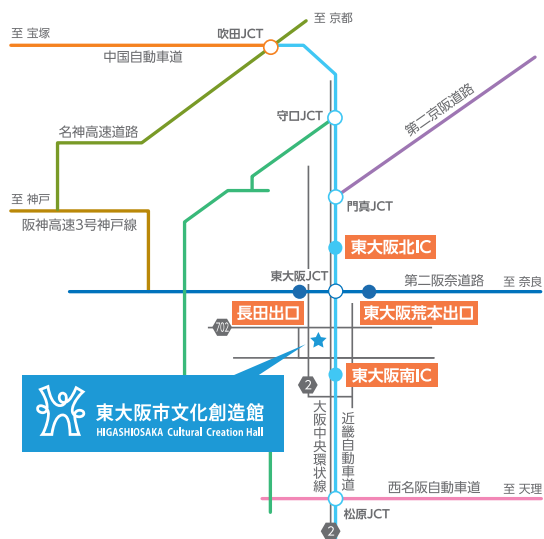 至 京都
至 宝塚
吹田JCT
中国自動車道
守口JCT
第二京阪道路
名神高速道路
至 神戸
門真JCT
阪神高速3号神戸線
東大阪北IC
東大阪JCT
第二阪奈道路
至 奈良
長田出口
東大阪荒本出口
702
東大阪南IC
2
東大阪市文化創造館
HIGASHIOSAKA Cultural Creation Hall
大阪中央環状線
近畿自動車道
西名阪自動車道
至 天理
松原JCT
2